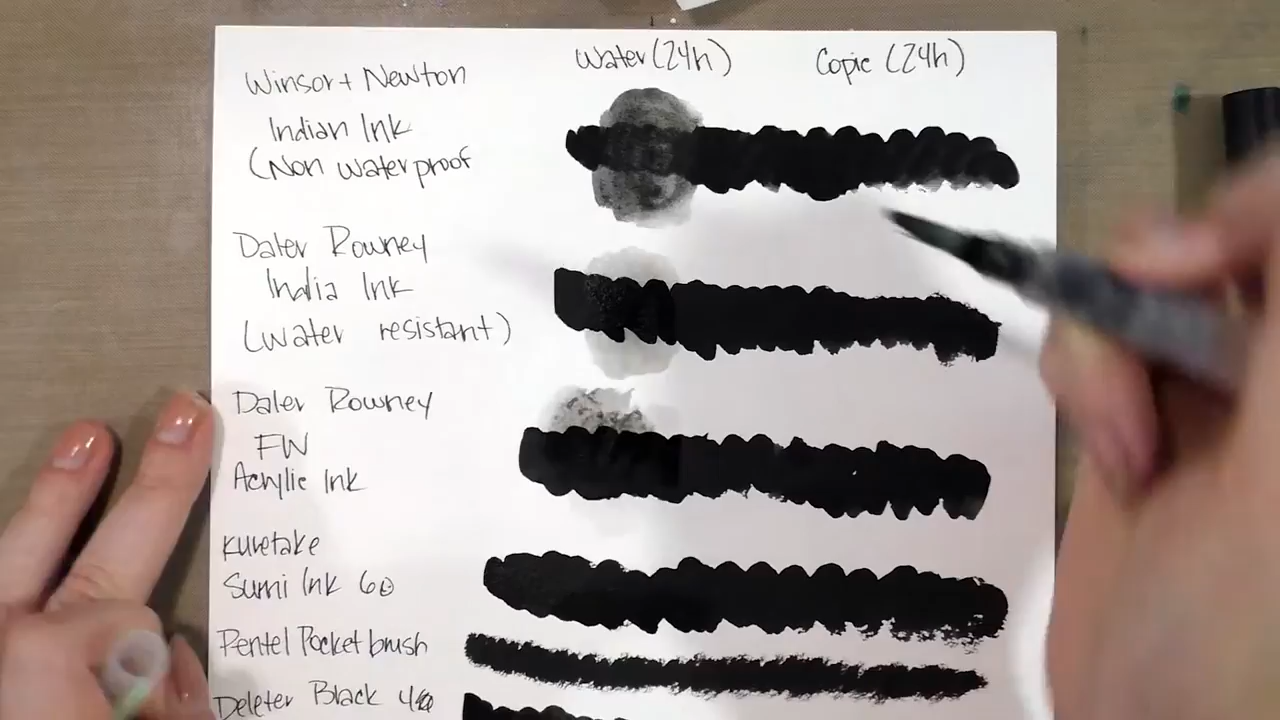 Water (24h)
Copic (24h)
Winsor + Newton
Indian Ink
(Non waterproof
Daler Rowney
India Ink
(Water resistant)
Daler Rowney
FW
Acrylic Ink
Kuretake
Sumi Ink 60
Pentel Pocket brush
Deleter Black 4